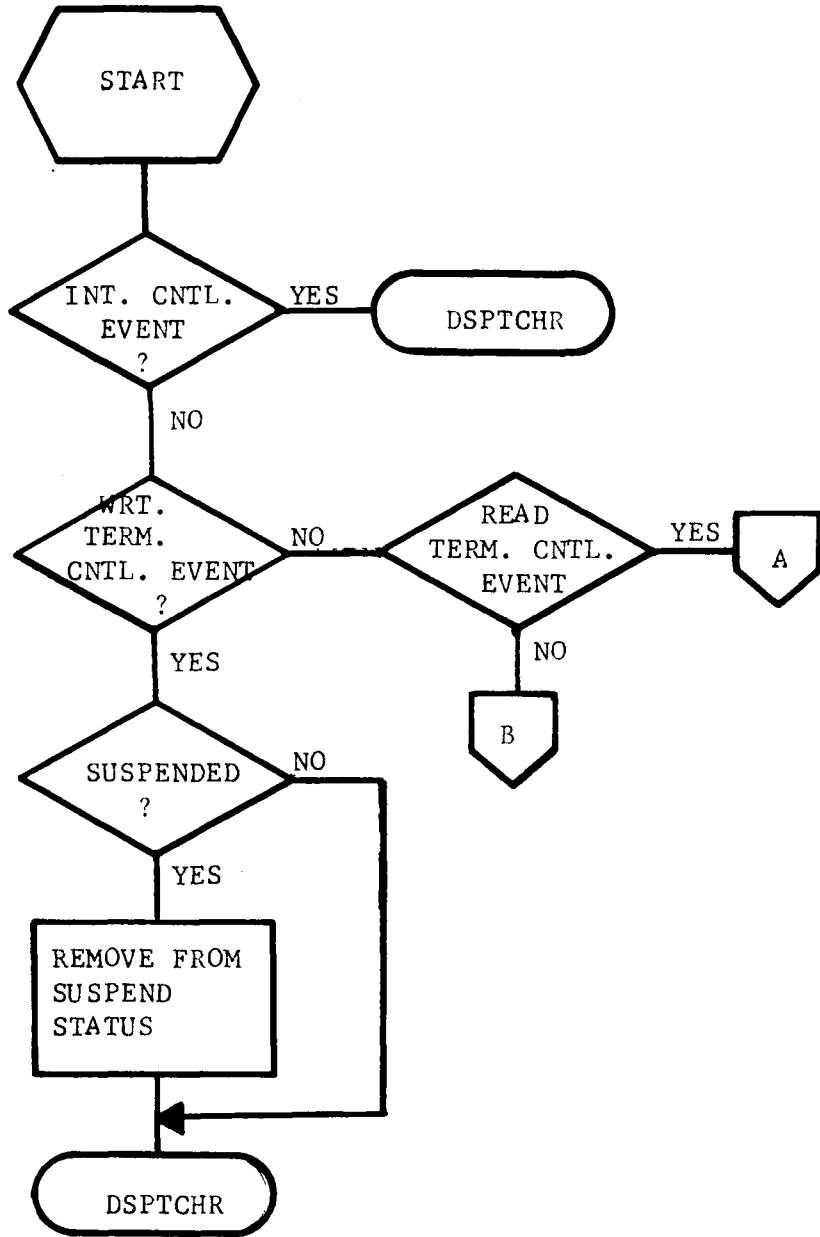 START
INT. CNTL.
EVENT
?
YES
DSPTCHR
NO
WRT.
TERM.
CNTL. EVENT
?
NO
READ
TERM. CNTL.
EVENT
YES
A
NO
B
YES
SUSPENDED
?
NO
YES
REMOVE FROM
SUSPEND
STATUS
DSPTCHR